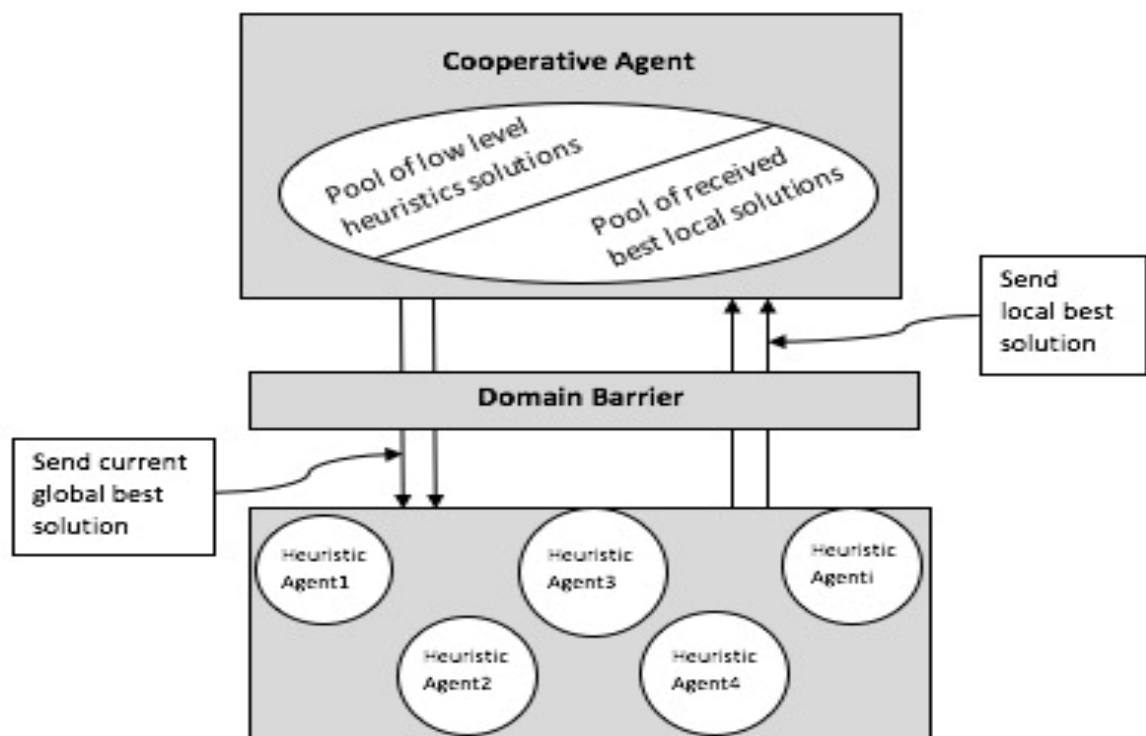 Cooperative Agent
Pool of low level
heuristics solutions
Pool of received
best local solutions
Send
local best
solution
Domain Barrier
Send current
global best
solution
Heuristic
Agent1
Heuristic
Agent3
Heuristic
Agenti
Heuristic
Agent2
Heuristic
Agent4